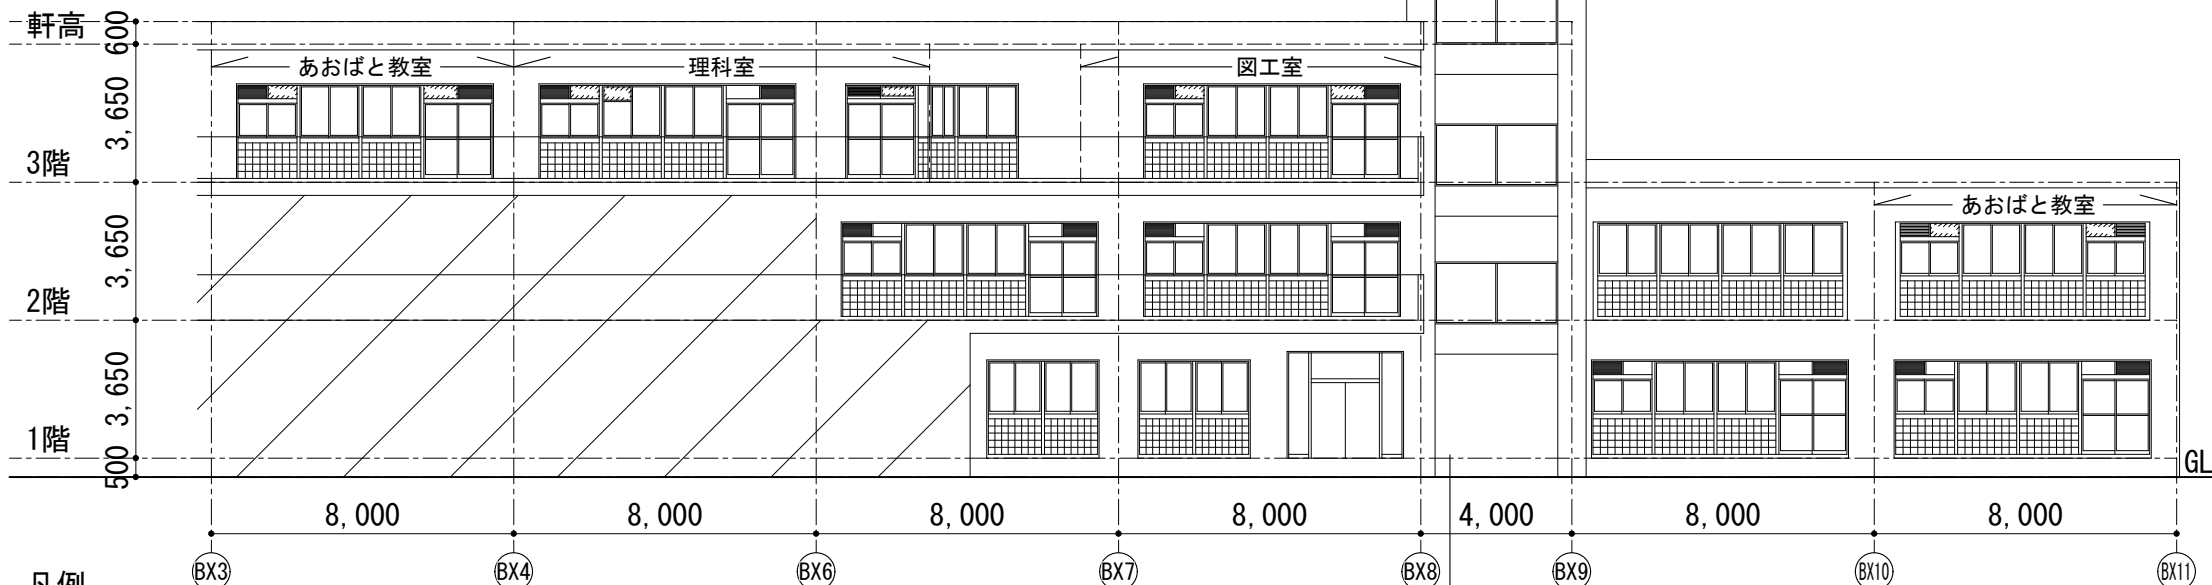 軒高
600
あおばと教室 理科室 図工室
3,650
3階
あおばと教室
3,650
2階
3,650
1階
500
GL
8,000 8,000 8,000 8,000 4,000 8,000 8,000
BX3 BX4 BX6 BX7 BX8 BX9 BX10 BX11
凡例